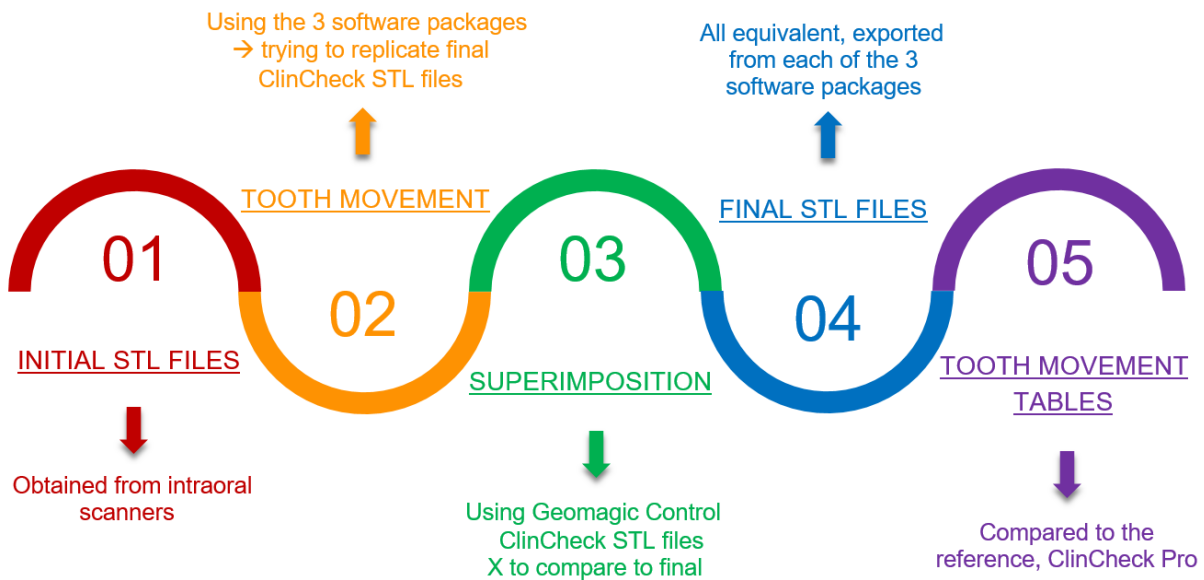 Using the 3 software packages
→ trying to replicate final
ClinCheck STL files
All equivalent, exported
from each of the 3
software packages
TOOTH MOVEMENT
FINAL STL FILES
01
02
03
04
05
INITIAL STL FILES
SUPERIMPOSITION
TOOTH MOVEMENT
TABLES
Obtained from intraoral
scanners
Using Geomagic Control
ClinCheck STL files
X to compare to final
Compared to the
reference, ClinCheck Pro